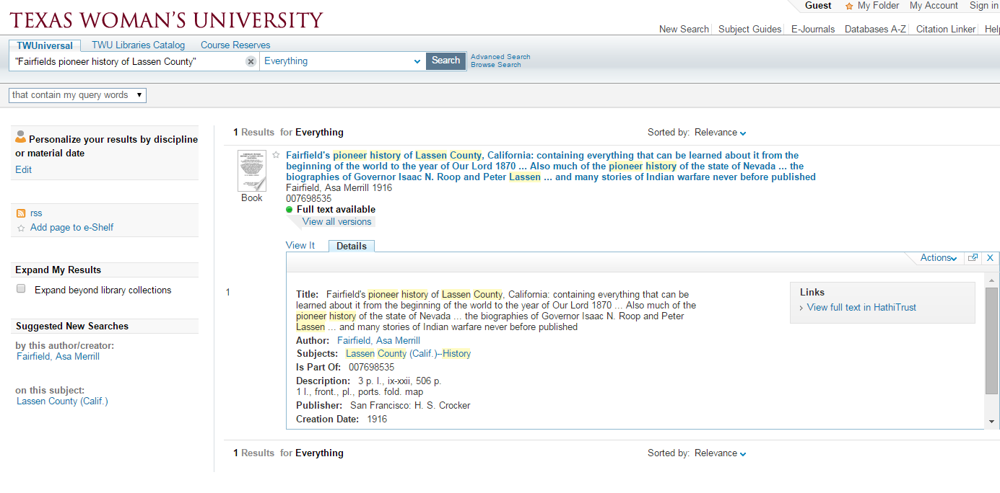 Guest My Folder My Account Sign in
TEXAS WOMAN'S UNIVERSITY
New Search Subject Guides E-Journals Databases A-Z Citation Linker Help
TWUniversal TWU Libraries Catalog Course Reserves
"Fairfields pioneer history of Lassen County" Everything Search Advanced Search
Browse Search
that contain my query words
Personalize your results by discipline
or material date
Edit
rss
Add page to e-Shelf
Expand My Results
Expand beyond library collections
Suggested New Searches
by this author/creator:
Fairfield, Asa Merrill
on this subject:
Lassen County (Calif.)
1 Results for Everything Sorted by: Relevance
Fairfield's pioneer history of Lassen County, California: containing everything that can be learned about it from the
beginning of the world to the year of Our Lord 1870 ... Also much of the pioneer history of the state of Nevada ... the
biographies of Governor Isaac N. Roop and Peter Lassen ... and many stories of Indian warfare never before published
Fairfield, Asa Merrill 1916
Book
007698535
Full text available
View all versions
View It Details
Actions X
1
Title: Fairfield's pioneer history of Lassen County, California: containing everything that can be
learned about it from the beginning of the world to the year of Our Lord 1870 ... Also much of the
pioneer history of the state of Nevada ... the biographies of Governor Isaac N. Roop and Peter
Lassen ... and many stories of Indian warfare never before published
Author: Fairfield, Asa Merrill
Subjects: Lassen County (Calif.)--History
Is Part Of: 007698535
Description: 3 p. l., ix-xxii, 506 p.
1 l., front., pl., ports. fold. map
Publisher: San Francisco: H. S. Crocker
Creation Date: 1916
Links
View full text in HathiTrust
1 Results for Everything Sorted by: Relevance